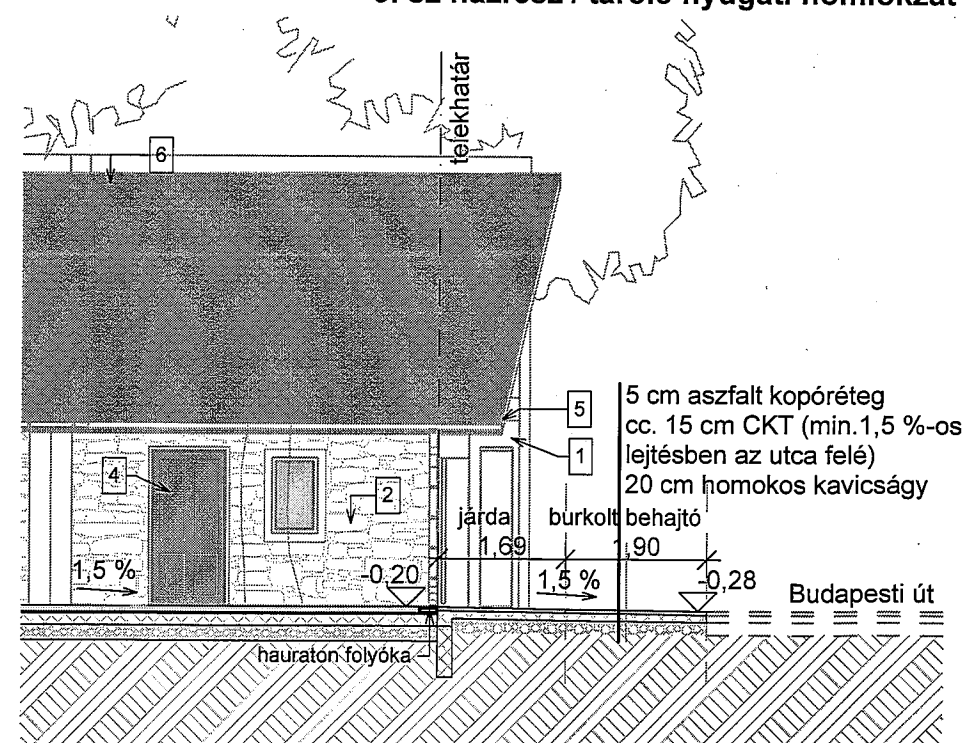 telekhatár
6
5
1
5 cm aszfalt kopóréteg
cc. 15 cm CKT (min.1,5 %-os
lejtésben az utca felé)
20 cm homokos kavicságy
4
2
járda
burkolt behajtó
1,69
1,90
1,5 %
-0,20
1,5 %
-0,28
Budapesti út
hauraton folyóka